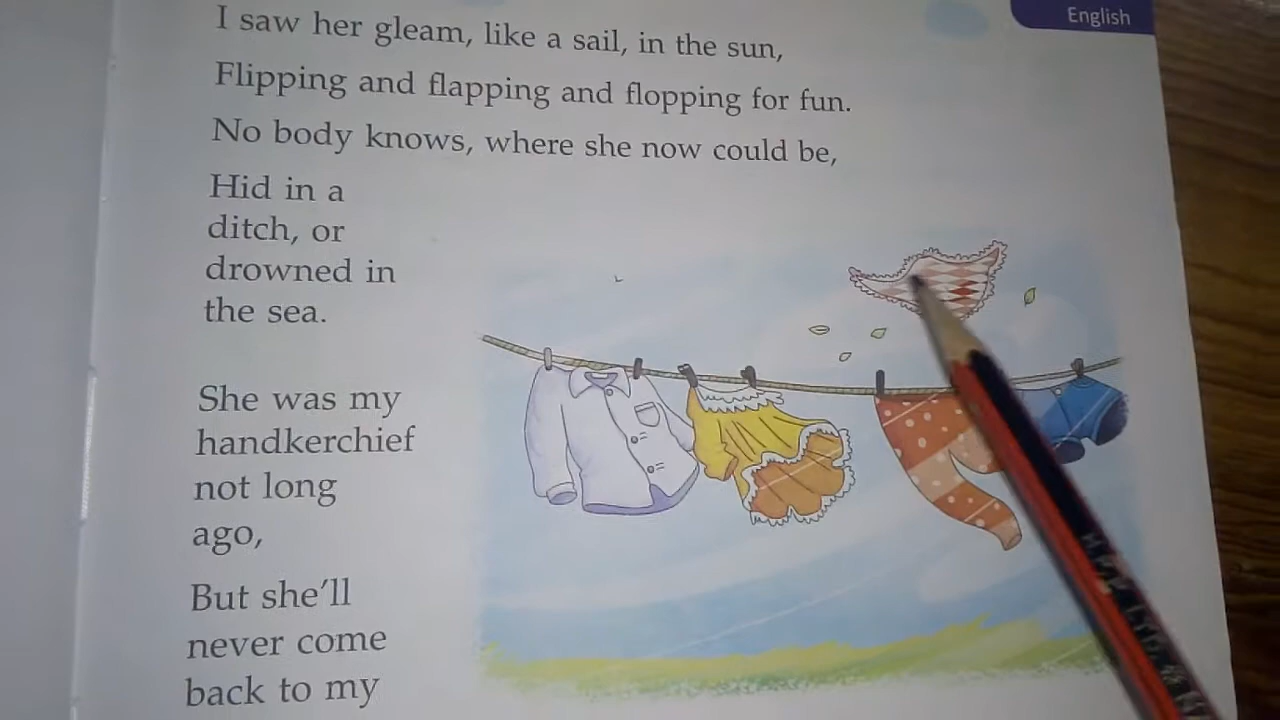 English
I saw her gleam, like a sail, in the sun,
Flipping and flapping and flopping for fun.
No body knows, where she now could be,
Hid in a
ditch, or
drowned in
the sea.
She was my
handkerchief
not long
ago,
But she'll
never come
back to my